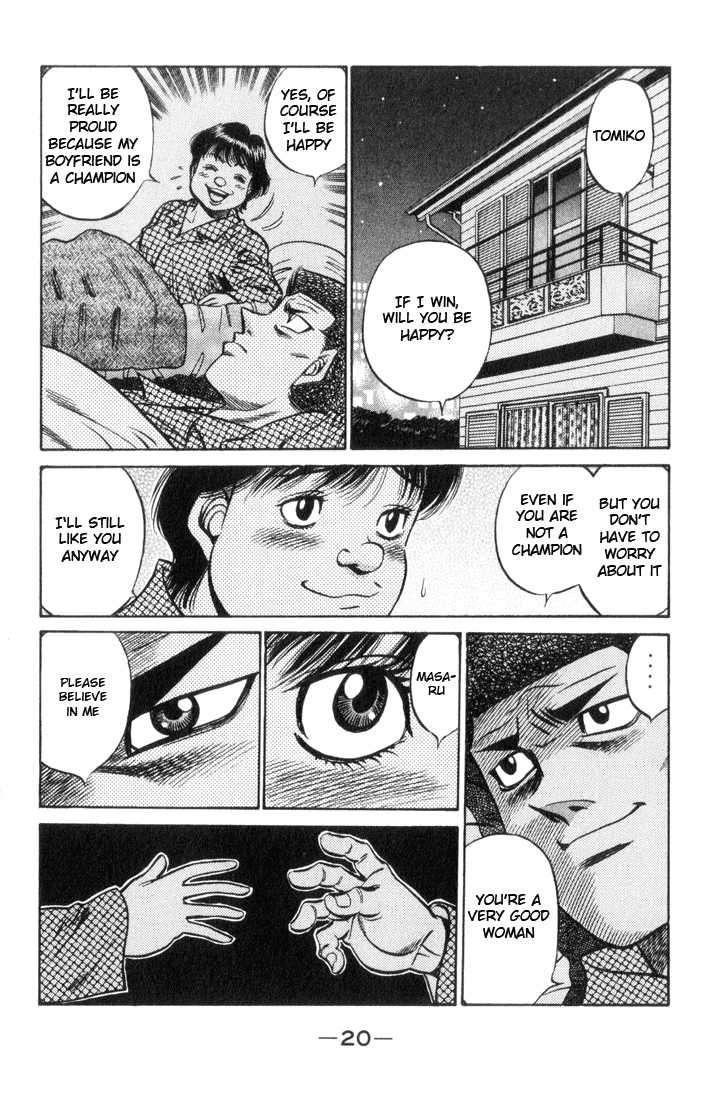 TOMIKO
IF I WIN,
WILL YOU BE
HAPPY?
YES, OF
COURSE
I'LL BE
HAPPY
I'LL BE
REALLY
PROUD
BECAUSE MY
BOYFRIEND IS
A CHAMPION
BUT YOU
DON'T
HAVE TO
WORRY
ABOUT IT
EVEN IF
YOU ARE
NOT A
CHAMPION
I'LL STILL
LIKE YOU
ANYWAY
....
YOU'RE A
VERY GOOD
WOMAN
MASA-
RU
PLEASE
BELIEVE
IN ME
—20—